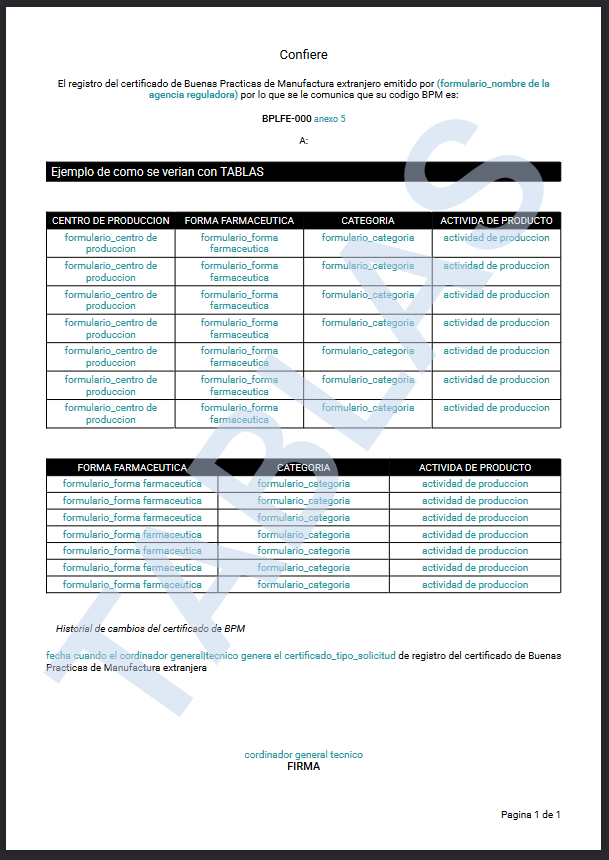 Confiere
El registro del certificado de Buenas Practicas de Manufactura extranjero emitido por (formulario_nombre de la
agencia reguladora) por lo que se le comunica que su codigo BPM es:
BPLFE-000 anexo 5
A:
Ejemplo de como se verian con TABLAS
CENTRO DE PRODUCCION FORMA FARMACEUTICA CATEGORIA ACTIVIDA DE PRODUCTO
formulario_centro de formulario_forma formulario_categoria actividad de produccion
produccion farmaceutica
formulario_centro de formulario_forma formulario_categoria actividad de produccion
produccion farmaceutica
formulario_centro de formulario_forma formulario_categoria actividad de produccion
produccion farmaceutica
formulario_centro de formulario_forma formulario_categoria actividad de produccion
produccion farmaceutica
formulario_centro de formulario_forma formulario_categoria actividad de produccion
produccion farmaceutica
formulario_centro de formulario_forma formulario_categoria actividad de produccion
produccion farmaceutica
formulario_centro de formulario_forma formulario_categoria actividad de produccion
produccion farmaceutica
FORMA FARMACEUTICA CATEGORIA ACTIVIDA DE PRODUCTO
formulario_forma farmaceutica formulario_categoria actividad de produccion
formulario_forma farmaceutica formulario_categoria actividad de produccion
formulario_forma farmaceutica formulario_categoria actividad de produccion
formulario_forma farmaceutica formulario_categoria actividad de produccion
formulario_forma farmaceutica formulario_categoria actividad de produccion
formulario_forma farmaceutica formulario_categoria actividad de produccion
formulario_forma farmaceutica formulario_categoria actividad de produccion
Historial de cambios del certificado de BPM
fecha cuando el cordinador general|tecnico genera el certificado_tipo_solicitud de registro del certificado de Buenas
Practicas de Manufactura extranjera
cordinador general tecnico
FIRMA
Pagina 1 de 1
TABLAS